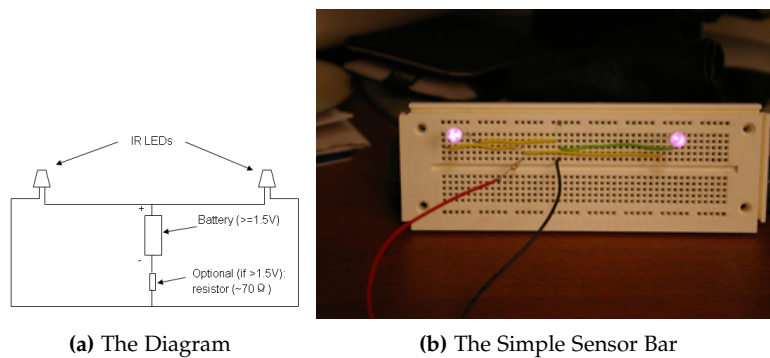 IR LEDs
+
Battery (>=1.5V)
-
Optional (if >1.5V):
resistor (~70 Ω)
(a) The Diagram
(b) The Simple Sensor Bar